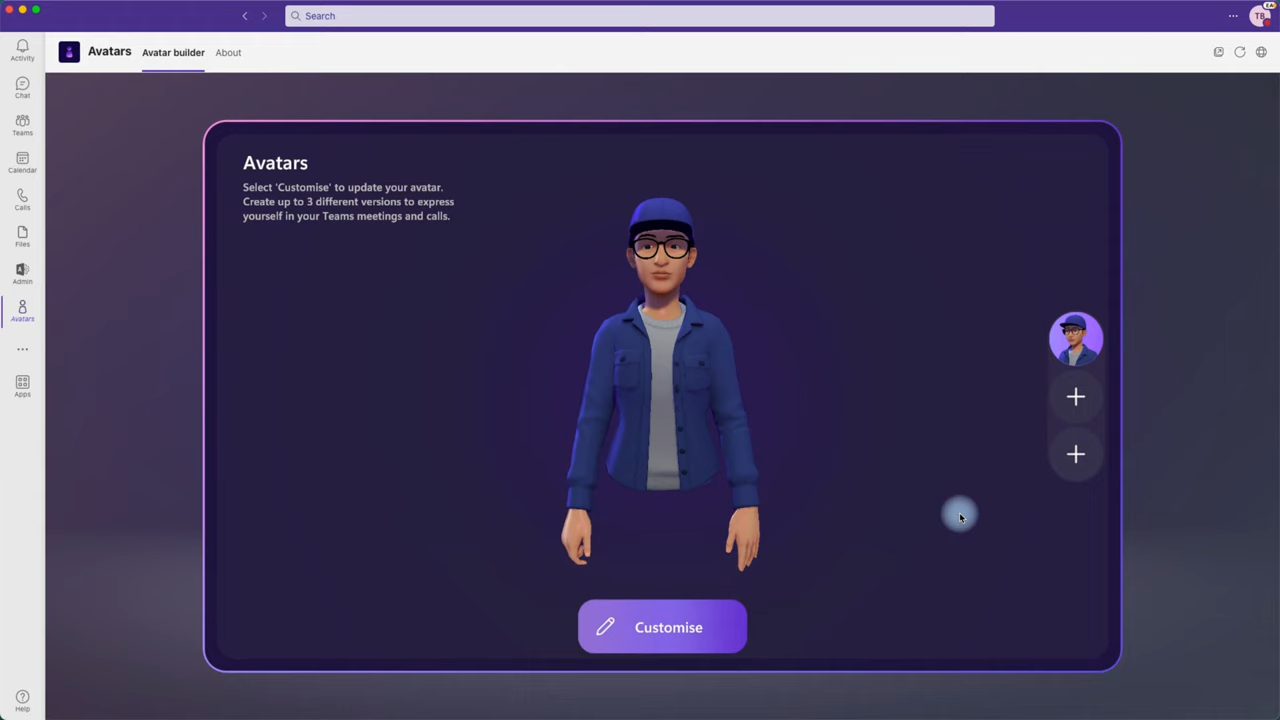 Search
TB
Activity
Chat
Teams
Calendar
Calls
Files
Admin
Avatars
Apps
Help
Avatars
Avatar builder
About
Avatars
Select 'Customise' to update your avatar.
Create up to 3 different versions to express
yourself in your Teams meetings and calls.
Customise